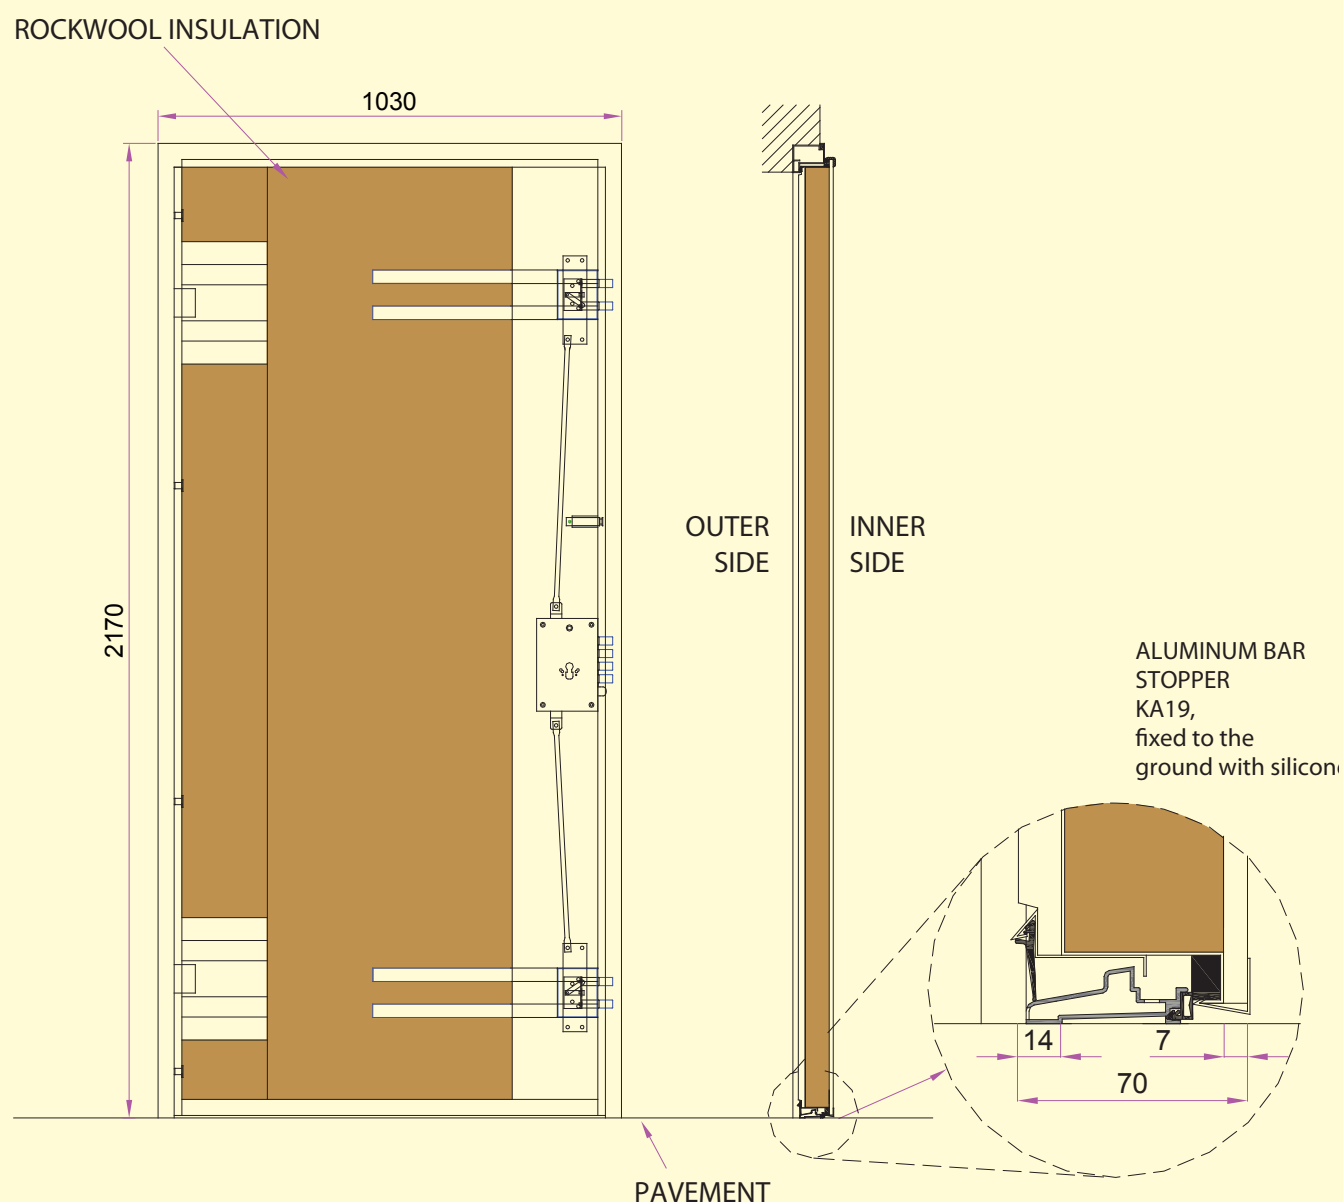 ROCKWOOL INSULATION
1030
2170
OUTER
SIDE
INNER
SIDE
ALUMINUM BAR
STOPPER
KA19,
fixed to the
ground with silicon
14
7
70
PAVEMENT